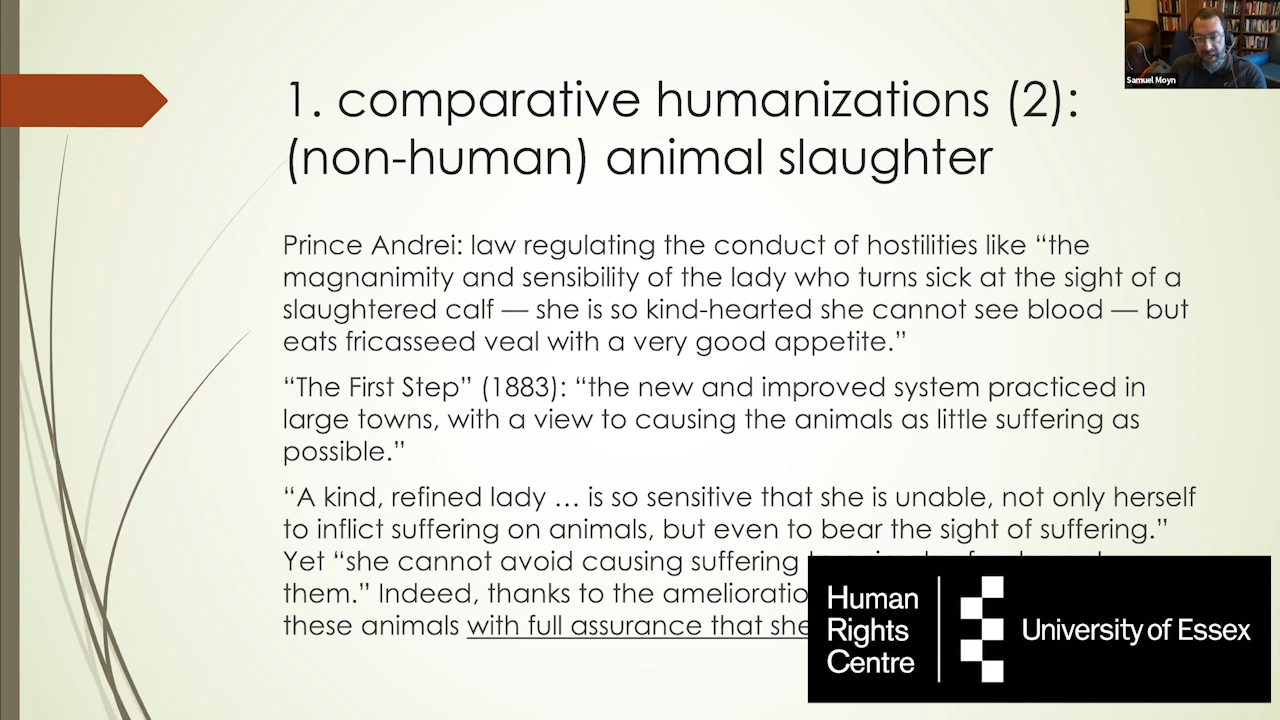 Samuel Moyn
1. comparative humanizations (2):
(non-human) animal slaughter
Prince Andrei: law regulating the conduct of hostilities like “the
magnanimity and sensibility of the lady who turns sick at the sight of a
slaughtered calf — she is so kind-hearted she cannot see blood — but
eats fricasseed veal with a very good appetite.”
“The First Step” (1883): “the new and improved system practiced in
large towns, with a view to causing the animals as little suffering as
possible.”
“A kind, refined lady … is so sensitive that she is unable, not only herself
to inflict suffering on animals, but even to bear the sight of suffering.”
Yet “she cannot avoid causing suffering
them.” Indeed, thanks to the
these animals with full assurance that she
Human
Rights
Centre
University of Essex